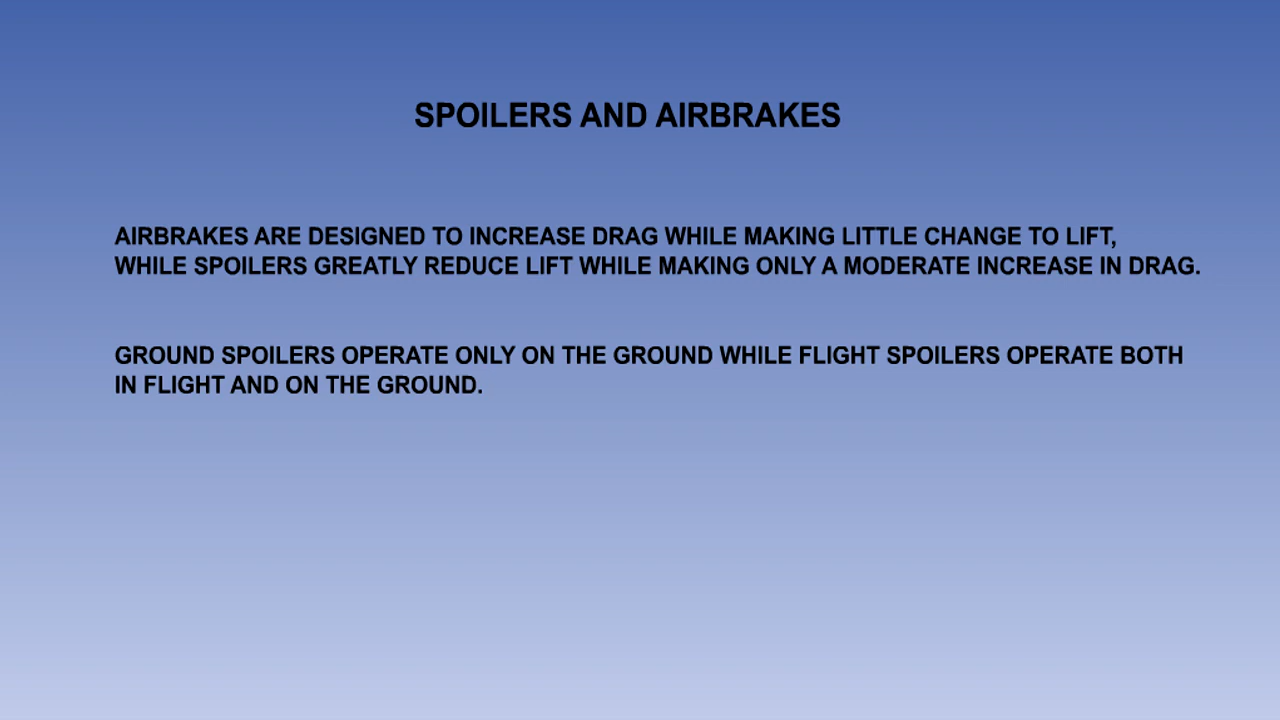 SPOILERS AND AIRBRAKES
AIRBRAKES ARE DESIGNED TO INCREASE DRAG WHILE MAKING LITTLE CHANGE TO LIFT,
WHILE SPOILERS GREATLY REDUCE LIFT WHILE MAKING ONLY A MODERATE INCREASE IN DRAG.
GROUND SPOILERS OPERATE ONLY ON THE GROUND WHILE FLIGHT SPOILERS OPERATE BOTH
IN FLIGHT AND ON THE GROUND.